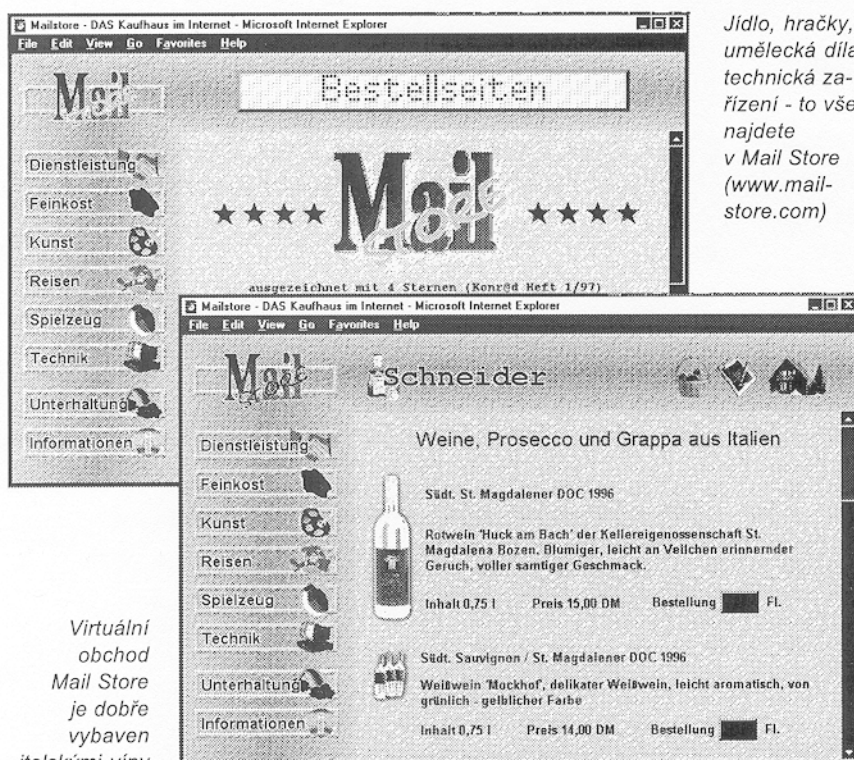 Mailstore - DAS Kaufhaus im Internet - Microsoft Internet Explorer
File Edit View Go Favorites Help
Mail
Bestellseiten
Dienstleistung
Feinkost
Kunst
Reisen
Spielzeug
Technik
Unterhaltung
Informationen
Mail Store
ausgezeichnet mit 4 Sternen (Konr@d Heft 1/97)
Jídlo, hračky,
umělecká díla
technická za-
řízení - to vše
najdete
v Mail Store
(www.mail-
store.com)
Mailstore - DAS Kaufhaus im Internet - Microsoft Internet Explorer
File Edit View Go Favorites Help
Mail Store
Schneider
Dienstleistung
Feinkost
Kunst
Reisen
Spielzeug
Technik
Unterhaltung
Informationen
Weine, Prosecco und Grappa aus Italien
Südt. St. Magdalener DOC 1996
Rotwein 'Huck am Bach' der Kellereigenossenschaft St.
Magdalena Bozen. Blumiger, leicht an Veilchen erinnernder
Geruch, voller samtiger Geschmack.
Inhalt 0,75 l Preis 15,00 DM Bestellung Fl.
Südt. Sauvignon / St. Magdalener DOC 1996
Weißwein 'Mockhof', delikater Weißwein, leicht aromatisch, von
grünlich - gelblicher Farbe
Inhalt 0,75 l Preis 14,00 DM Bestellung Fl.
Virtuální
obchod
Mail Store
je dobře
vybaven
italskými víny